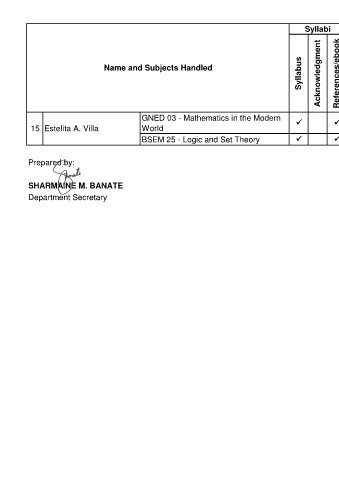 Syllabi
Name and Subjects Handled
Syllabus
Acknowledgment
References/ebook
15 Estelita A. Villa
GNED 03 - Mathematics in the Modern
World ✓ ✓
BSEM 25 - Logic and Set Theory ✓ ✓
Prepared by:
Banate
SHARMAINE M. BANATE
Department Secretary